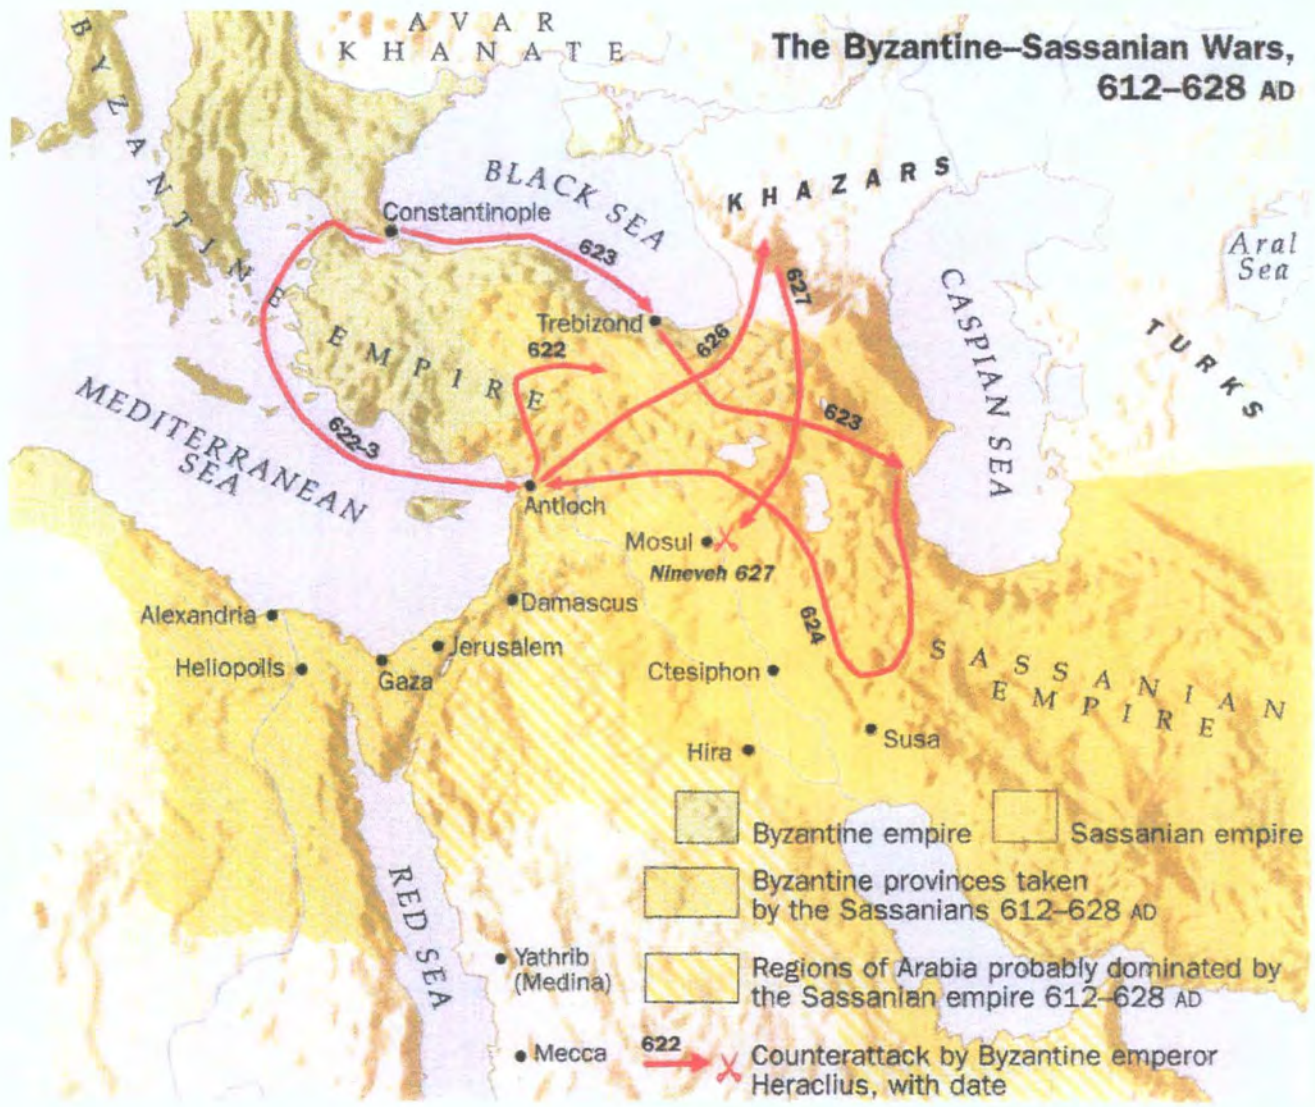 AVAR
KHANATE
The Byzantine–Sassanian Wars,
612–628 AD
BYZANTINE
EMPIRE
BLACK SEA
KHAZARS
Constantinople
623
627
Aral
Sea
CASPIAN SEA
TURKS
Trebizond
626
622
623
MEDITERRANEAN
SEA
622-3
Antioch
Mosul
Nineveh 627
Damascus
624
Alexandria
Jerusalem
Heliopolis
Gaza
Ctesiphon
SASSANIAN
EMPIRE
Susa
Hira
Byzantine empire
Sassanian empire
Byzantine provinces taken
by the Sassanians 612–628 AD
RED SEA
Yathrib
(Medina)
Regions of Arabia probably dominated by
the Sassanian empire 612–628 AD
Mecca
622
Counterattack by Byzantine emperor
Heraclius, with date